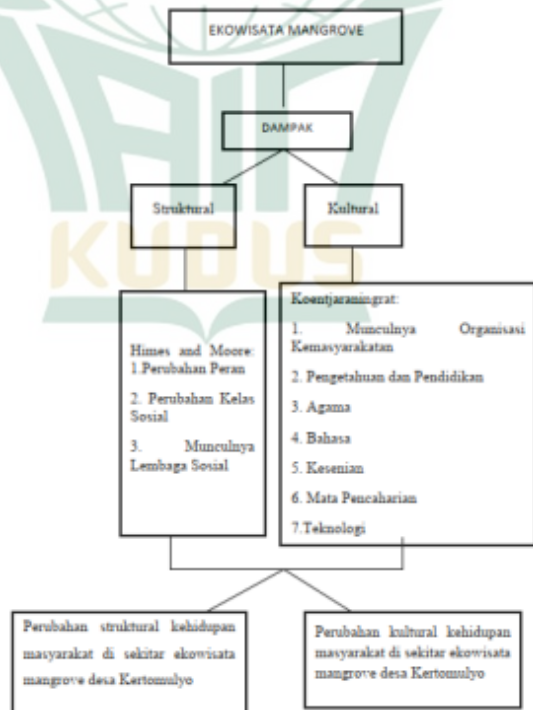 EKOWISATA MANGROVE
DAMPAK
Struktural
Kultural
Himes and Moore:
1.Perubahan Peran
2. Perubahan Kelas
Sosial
3. Munculnya
Lembaga Sosial
Koentjaraningrat:
1. Munculnya Organisasi
Kemasyarakatan
2. Pengetahuan dan Pendidikan
3. Agama
4. Bahasa
5. Kesenian
6. Mata Pencaharian
7.Teknologi
Perubahan struktural kehidupan
masyarakat di sekitar ekowisata
mangrove desa Kertomulyo
Perubahan kultural kehidupan
masyarakat di sekitar ekowisata
mangrove desa Kertomulyo
KUDUS